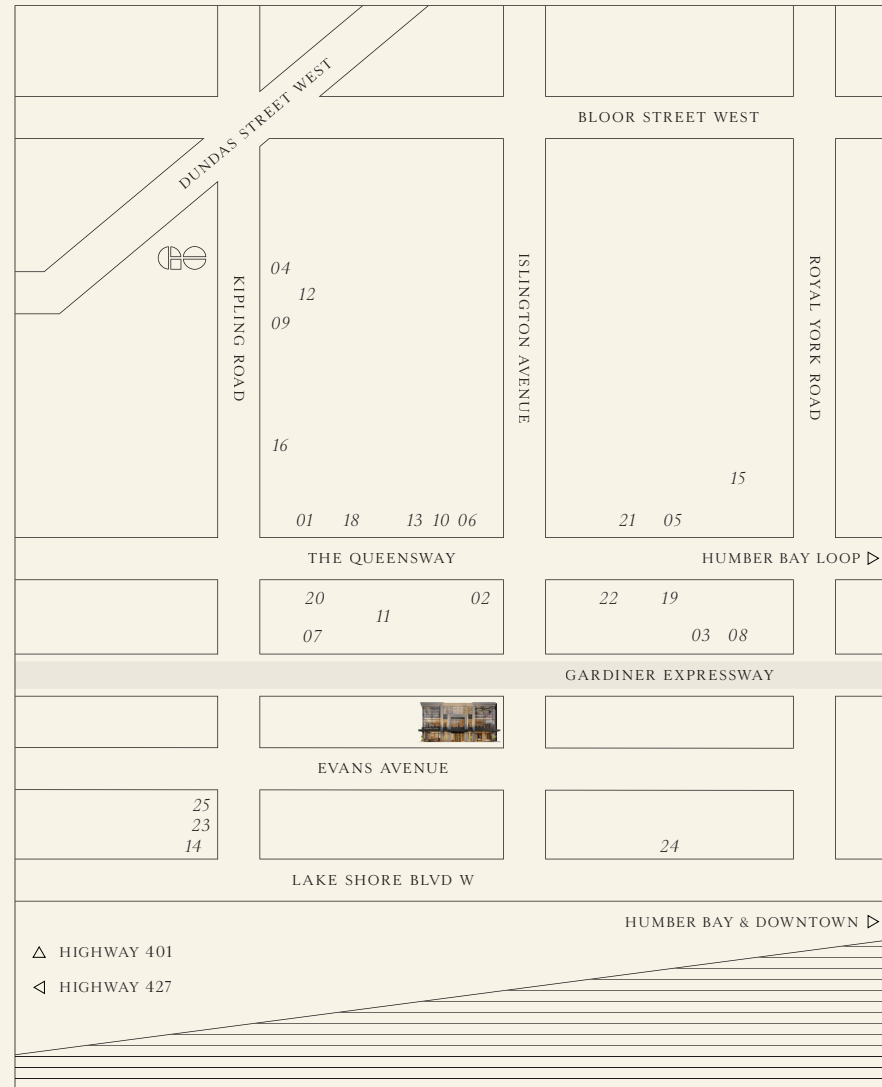 DUNDAS STREET WEST
BLOOR STREET WEST
KIPLING ROAD
ISLINGTON AVENUE
ROYAL YORK ROAD
04
12
09
16
15
01 18 13 10 06
21 05
THE QUEENSWAY
HUMBER BAY LOOP
20
02
11
07
22 19
03 08
GARDINER EXPRESSWAY
EVANS AVENUE
25
23
14
24
LAKE SHORE BLVD W
HUMBER BAY & DOWNTOWN
HIGHWAY 401
HIGHWAY 427